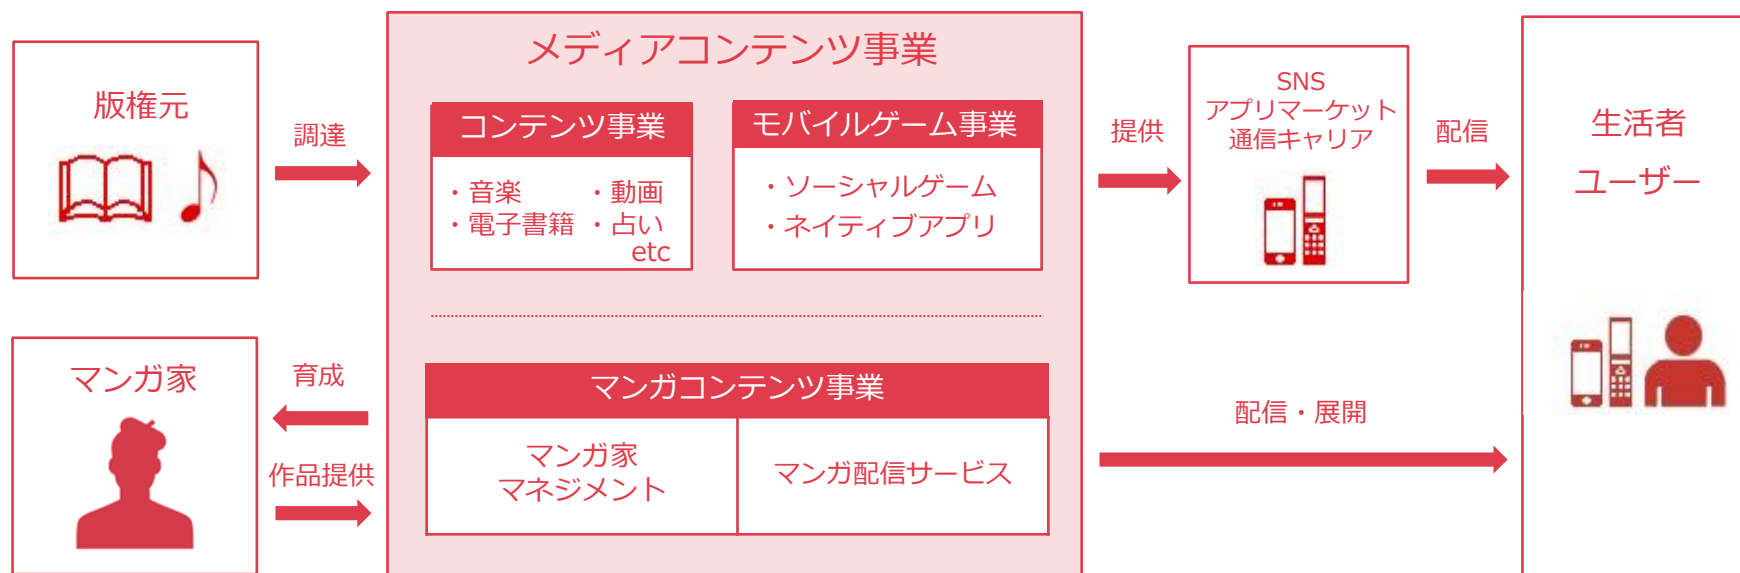 メディアコンテンツ事業
版権元
調達
コンテンツ事業
・音楽 ・動画
・電子書籍 ・占い
etc
モバイルゲーム事業
・ソーシャルゲーム
・ネイティブアプリ
提供
SNS
アプリマーケット
通信キャリア
配信
生活者
ユーザー
マンガ家
育成
作品提供
マンガコンテンツ事業
マンガ家
マネジメント
マンガ配信サービス
配信・展開